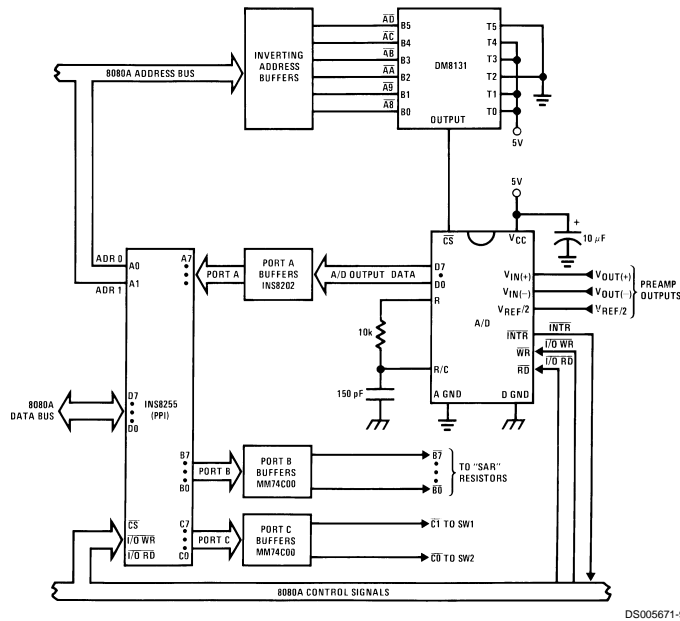 8080A ADDRESS BUS
INVERTING
ADDRESS
BUFFERS
AD
AC
AB
AA
A9
A8
B5
B4
B3
B2
B1
B0
DM8131
OUTPUT
T5
T4
T3
T2
T1
T0
5V
5V
+
10 μF
CS
VCC
ADR 0
ADR 1
A0
A1
A7
PORT A
PORT A
BUFFERS
INS8202
A/D OUTPUT DATA
D7
D0
R
10k
R/C
150 pF
A/D
A GND
D GND
VIN(+)
VIN(–)
VREF/2
INTR
WR
RD
VOUT(+)
VOUT(–)
VREF/2
PREAMP
OUTPUTS
INTR
I/O WR
I/O RD
8080A
DATA BUS
D7
D0
INS8255
(PPI)
B7
B0
PORT B
PORT B
BUFFERS
MM74C00
B7
B0
TO "SAR"
RESISTORS
CS
I/O WR
I/O RD
C7
C0
PORT C
PORT C
BUFFERS
MM74C00
C1 TO SW1
C0 TO SW2
8080A CONTROL SIGNALS